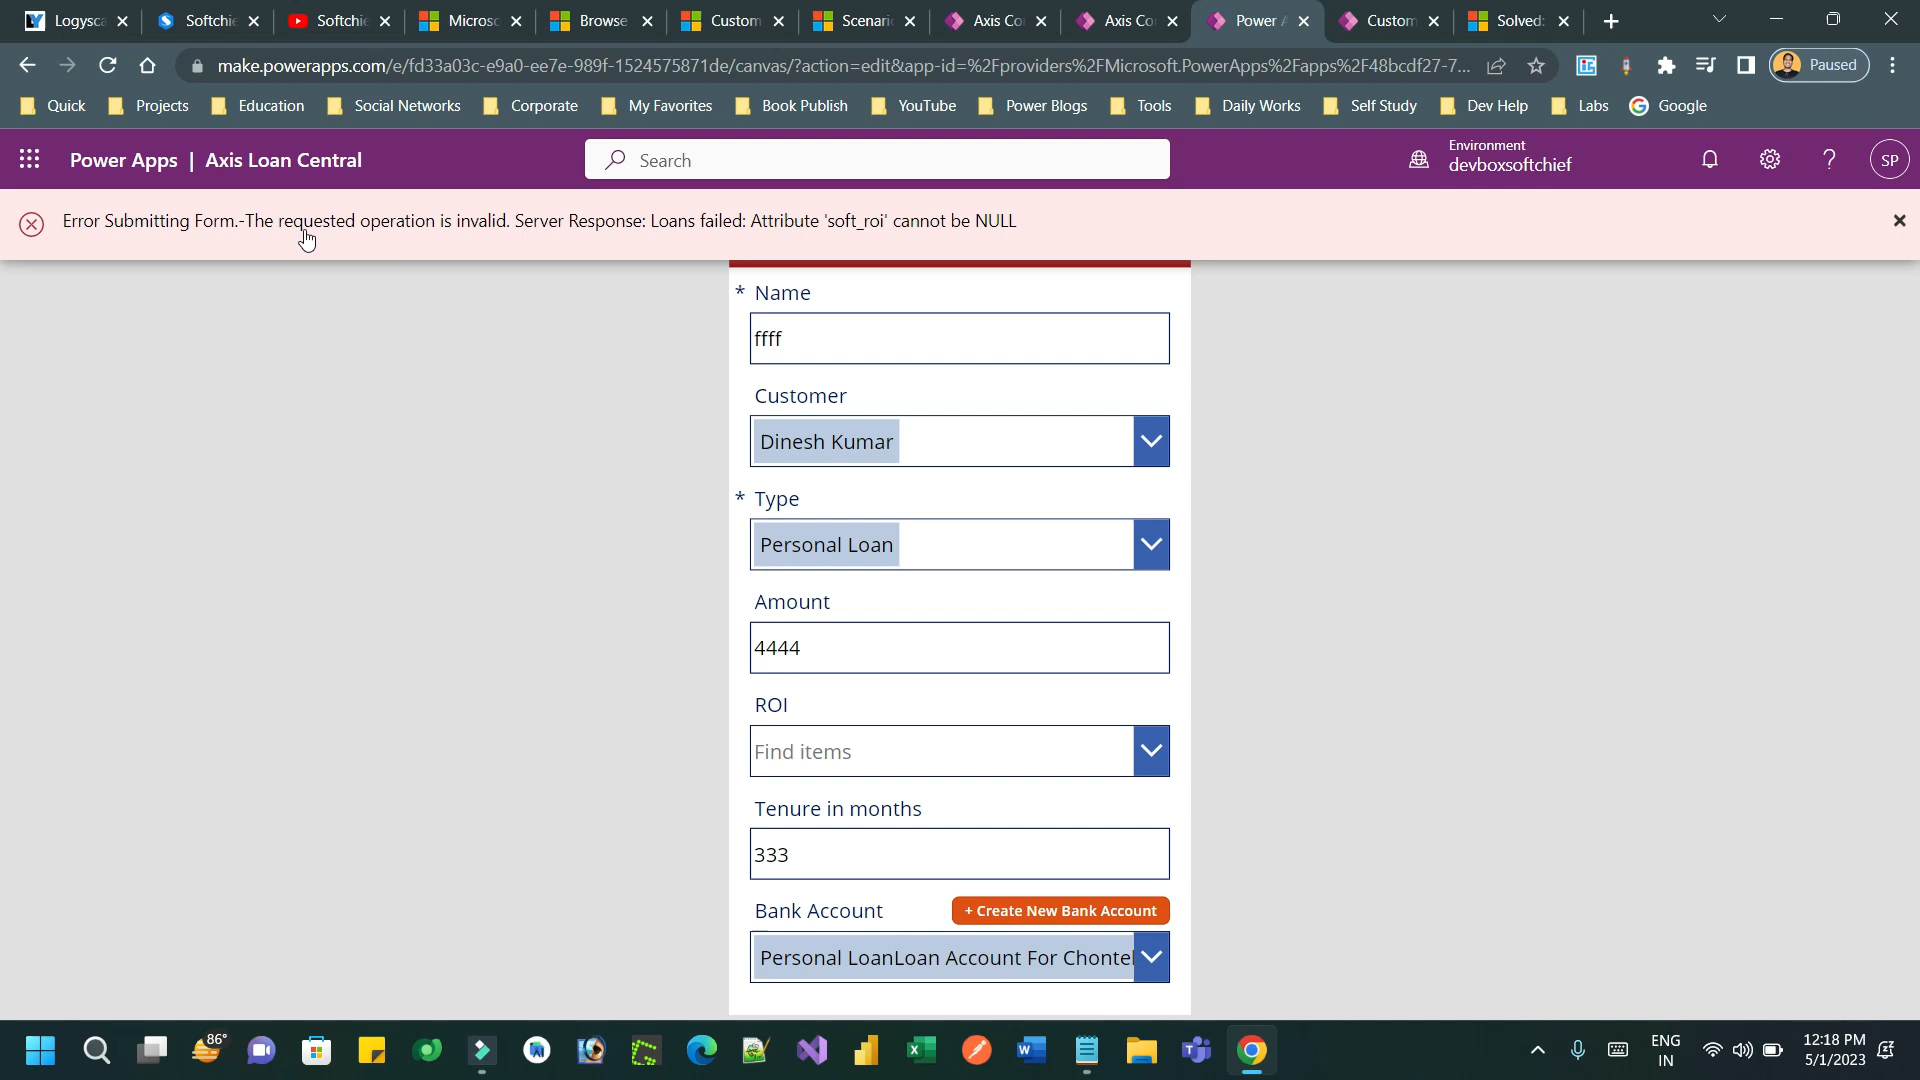 Logysca
Softchie
Softchie
Microso
Browse
Custom
Scenari
Axis Co
Axis Co
Power A
Custom
Solved:
make.powerapps.com/e/fd33a03c-e9a0-ee7e-989f-1524575871de/canvas/?action=edit&app-id=%2Fproviders%2FMicrosoft.PowerApps%2Fapps%2F48bcdf27-7...
Paused
Quick
Projects
Education
Social Networks
Corporate
My Favorites
Book Publish
YouTube
Power Blogs
Tools
Daily Works
Self Study
Dev Help
Labs
Google
Power Apps | Axis Loan Central
Search
Environment
devboxsoftchief
SP
Error Submitting Form.-The requested operation is invalid. Server Response: Loans failed: Attribute 'soft_roi' cannot be NULL
* Name
ffff
Customer
Dinesh Kumar
* Type
Personal Loan
Amount
4444
ROI
Find items
Tenure in months
333
Bank Account
+ Create New Bank Account
Personal LoanLoan Account For Chontel
86°
ENG
IN
12:18 PM
5/1/2023